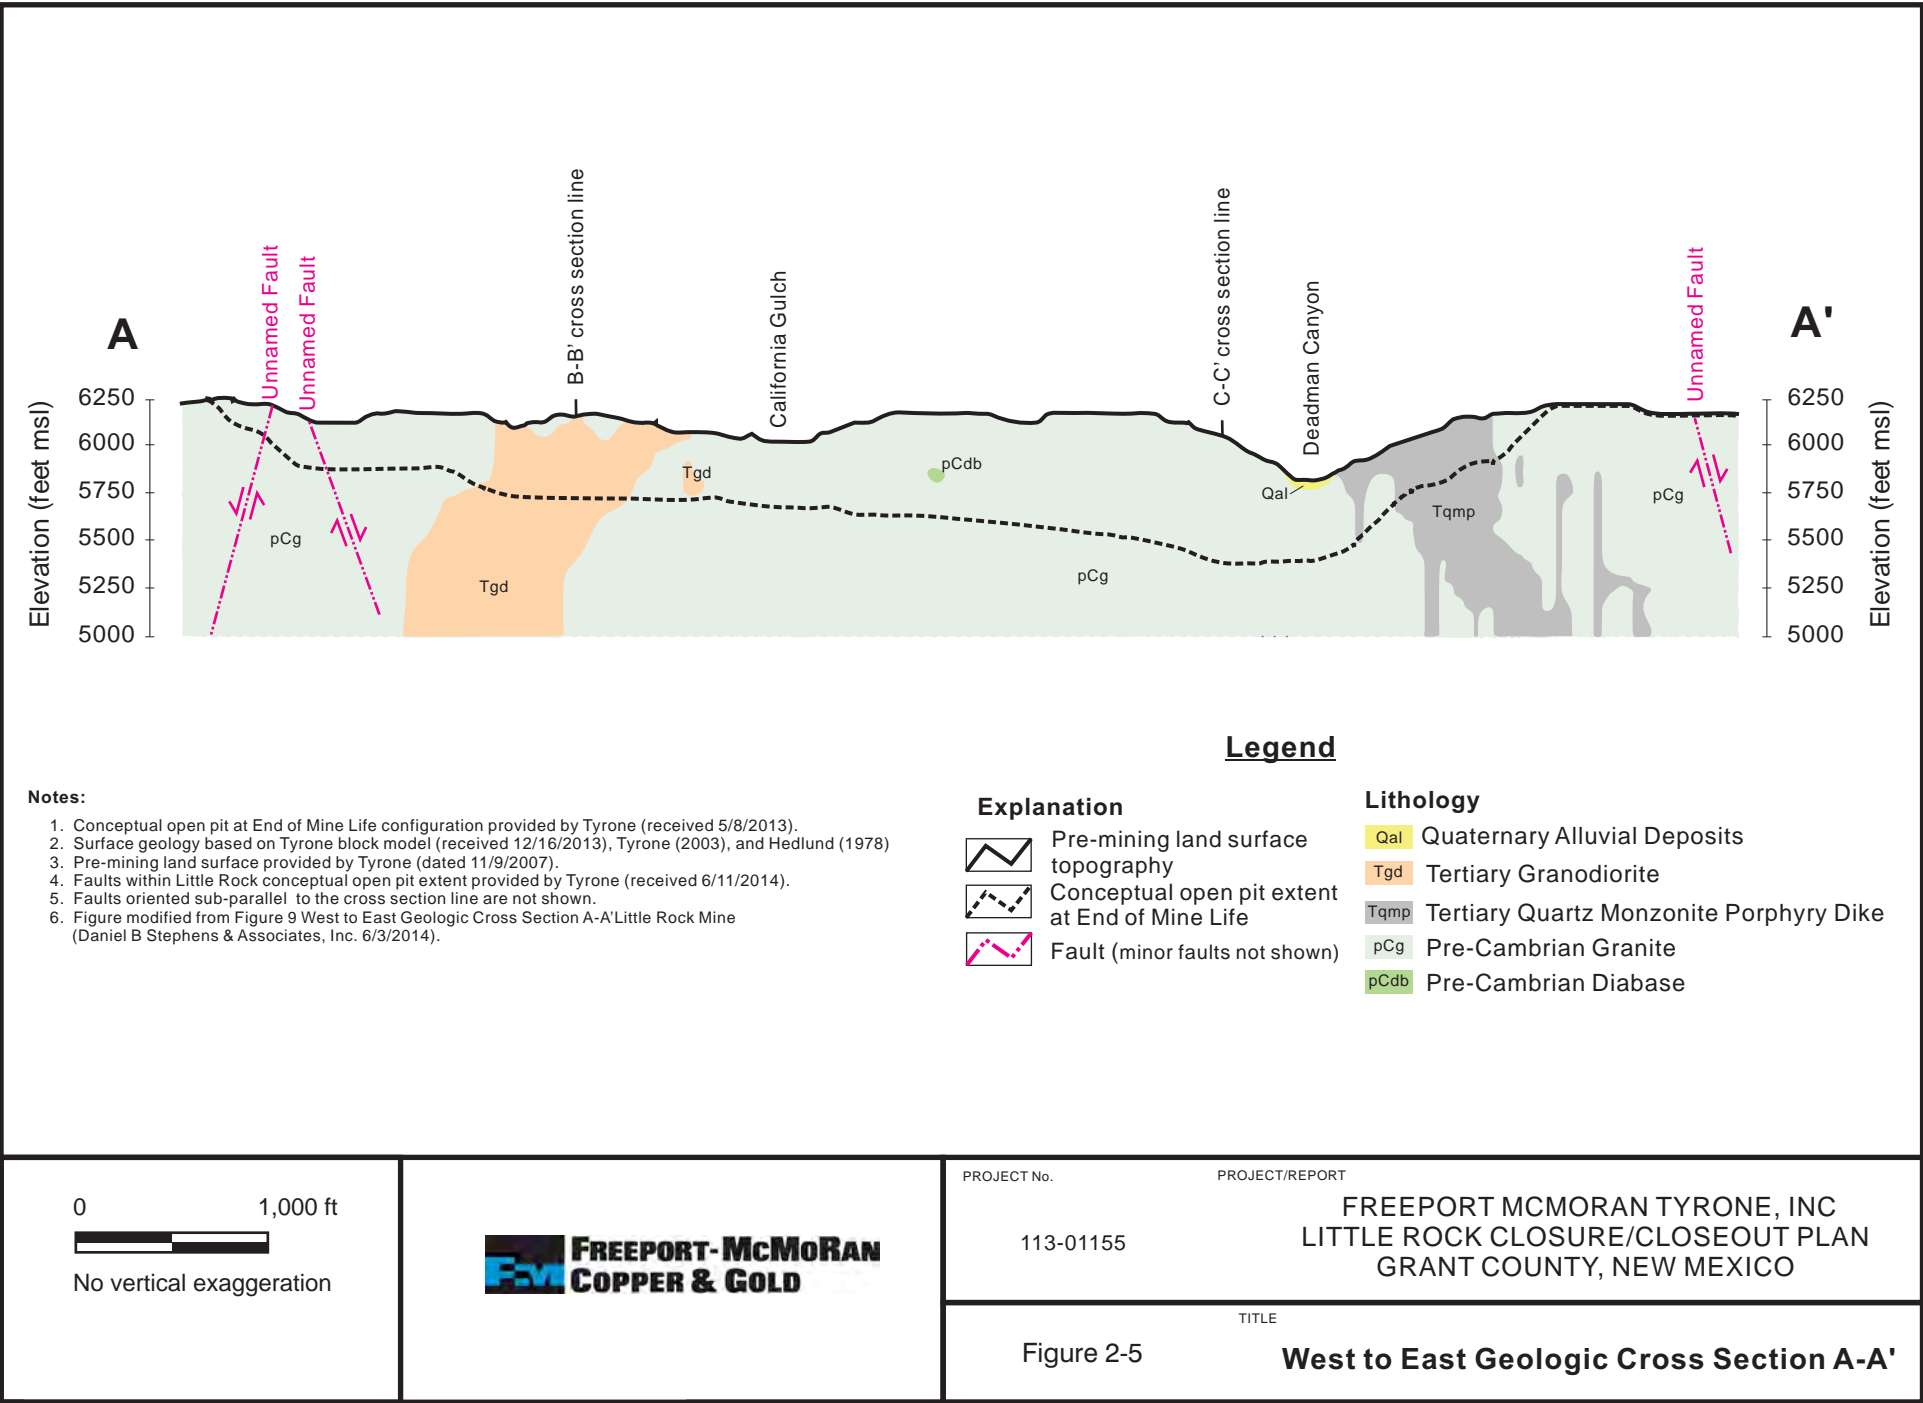 Unnamed Fault
Unnamed Fault
B-B' cross section line
California Gulch
C-C' cross section line
Deadman Canyon
Unnamed Fault
A
A'
Elevation (feet msl)
6250
6000
5750
5500
5250
5000
6250
6000
5750
5500
5250
5000
Elevation (feet msl)
pCg
Tgd
Tgd
pCdb
pCg
Qal
Tqmp
pCg
Legend
Notes:
1. Conceptual open pit at End of Mine Life configuration provided by Tyrone (received 5/8/2013).
2. Surface geology based on Tyrone block model (received 12/16/2013), Tyrone (2003), and Hedlund (1978)
3. Pre-mining land surface provided by Tyrone (dated 11/9/2007).
4. Faults within Little Rock conceptual open pit extent provided by Tyrone (received 6/11/2014).
5. Faults oriented sub-parallel to the cross section line are not shown.
6. Figure modified from Figure 9 West to East Geologic Cross Section A-A'Little Rock Mine
(Daniel B Stephens & Associates, Inc. 6/3/2014).
Explanation
Pre-mining land surface
topography
Conceptual open pit extent
at End of Mine Life
Fault (minor faults not shown)
Lithology
Qal Quaternary Alluvial Deposits
Tgd Tertiary Granodiorite
Tqmp Tertiary Quartz Monzonite Porphyry Dike
pCg Pre-Cambrian Granite
pCdb Pre-Cambrian Diabase
0 1,000 ft
No vertical exaggeration
FREEPORT-MCMORAN
COPPER & GOLD
PROJECT No.
113-01155
PROJECT/REPORT
FREEPORT MCMORAN TYRONE, INC
LITTLE ROCK CLOSURE/CLOSEOUT PLAN
GRANT COUNTY, NEW MEXICO
Figure 2-5
TITLE
West to East Geologic Cross Section A-A'